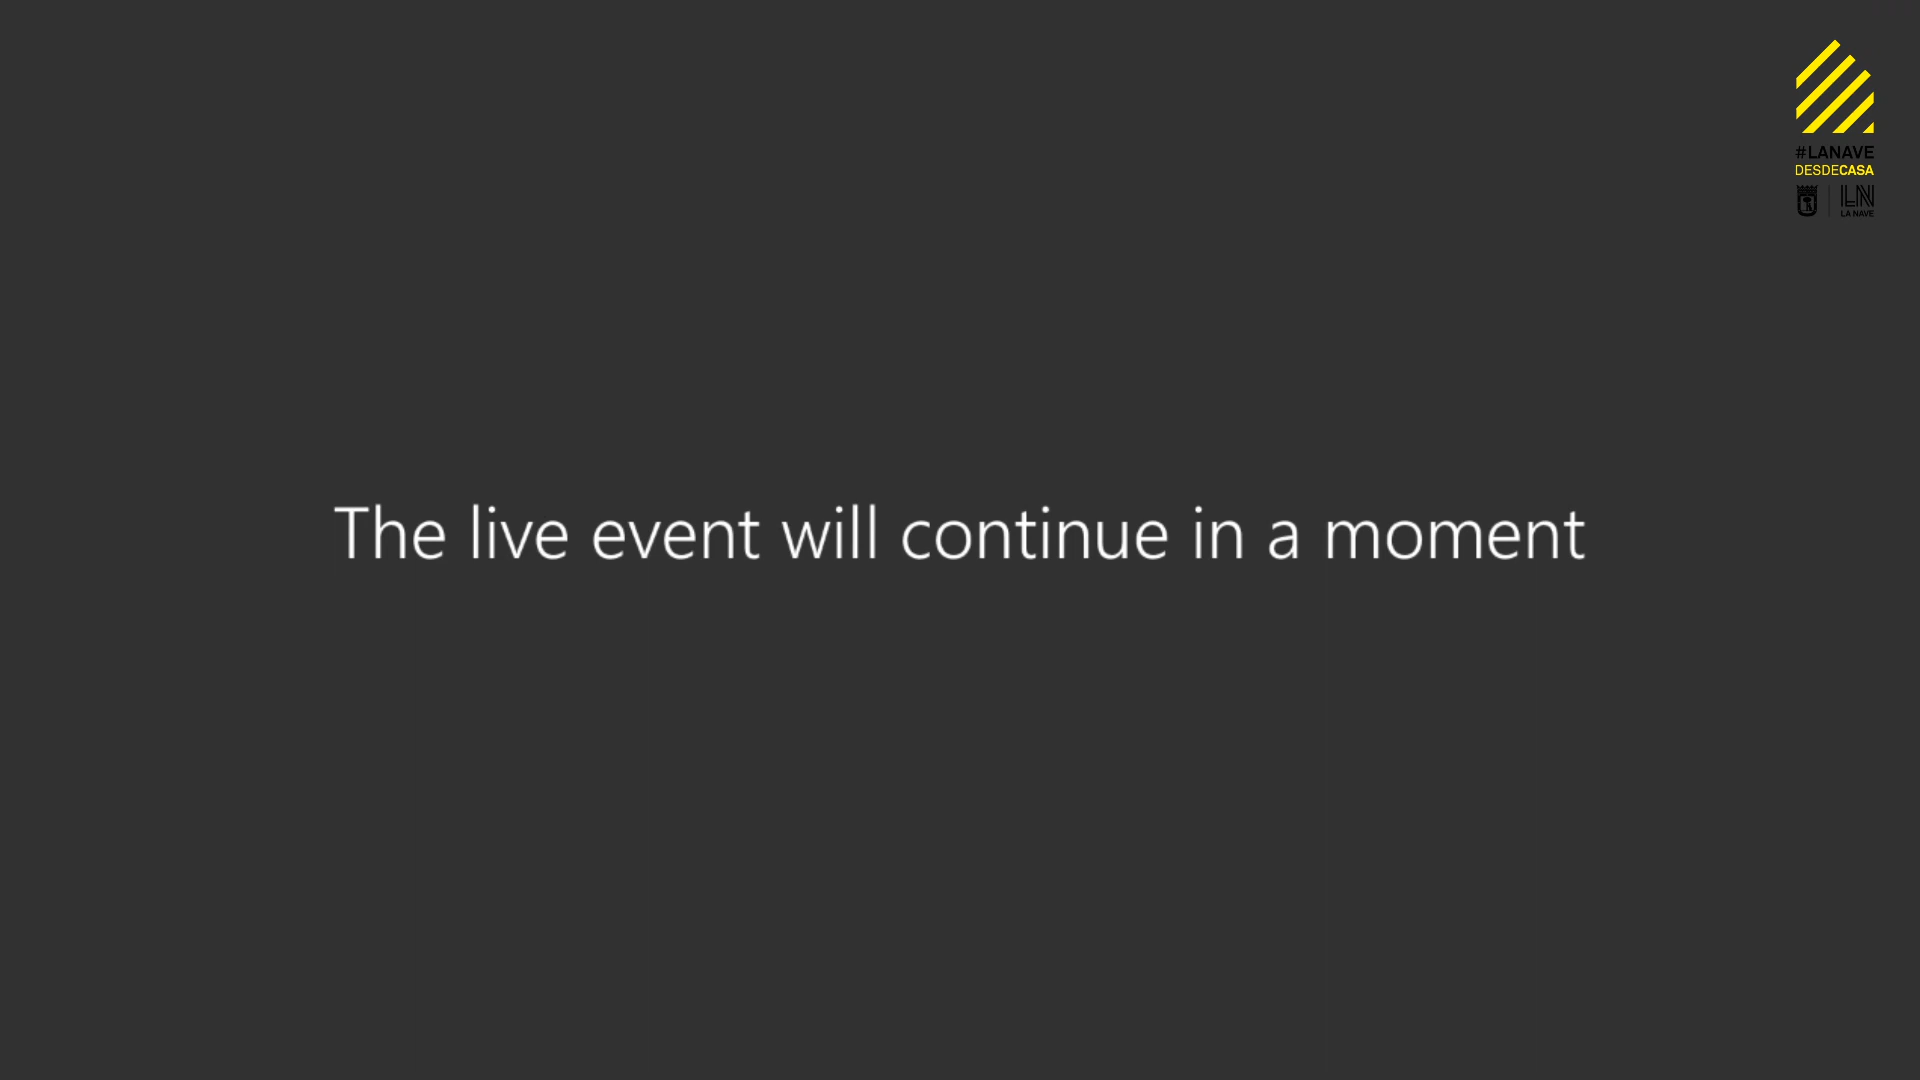 #LANAVE
DESDECASA
LN
LA NAVE
The live event will continue in a moment